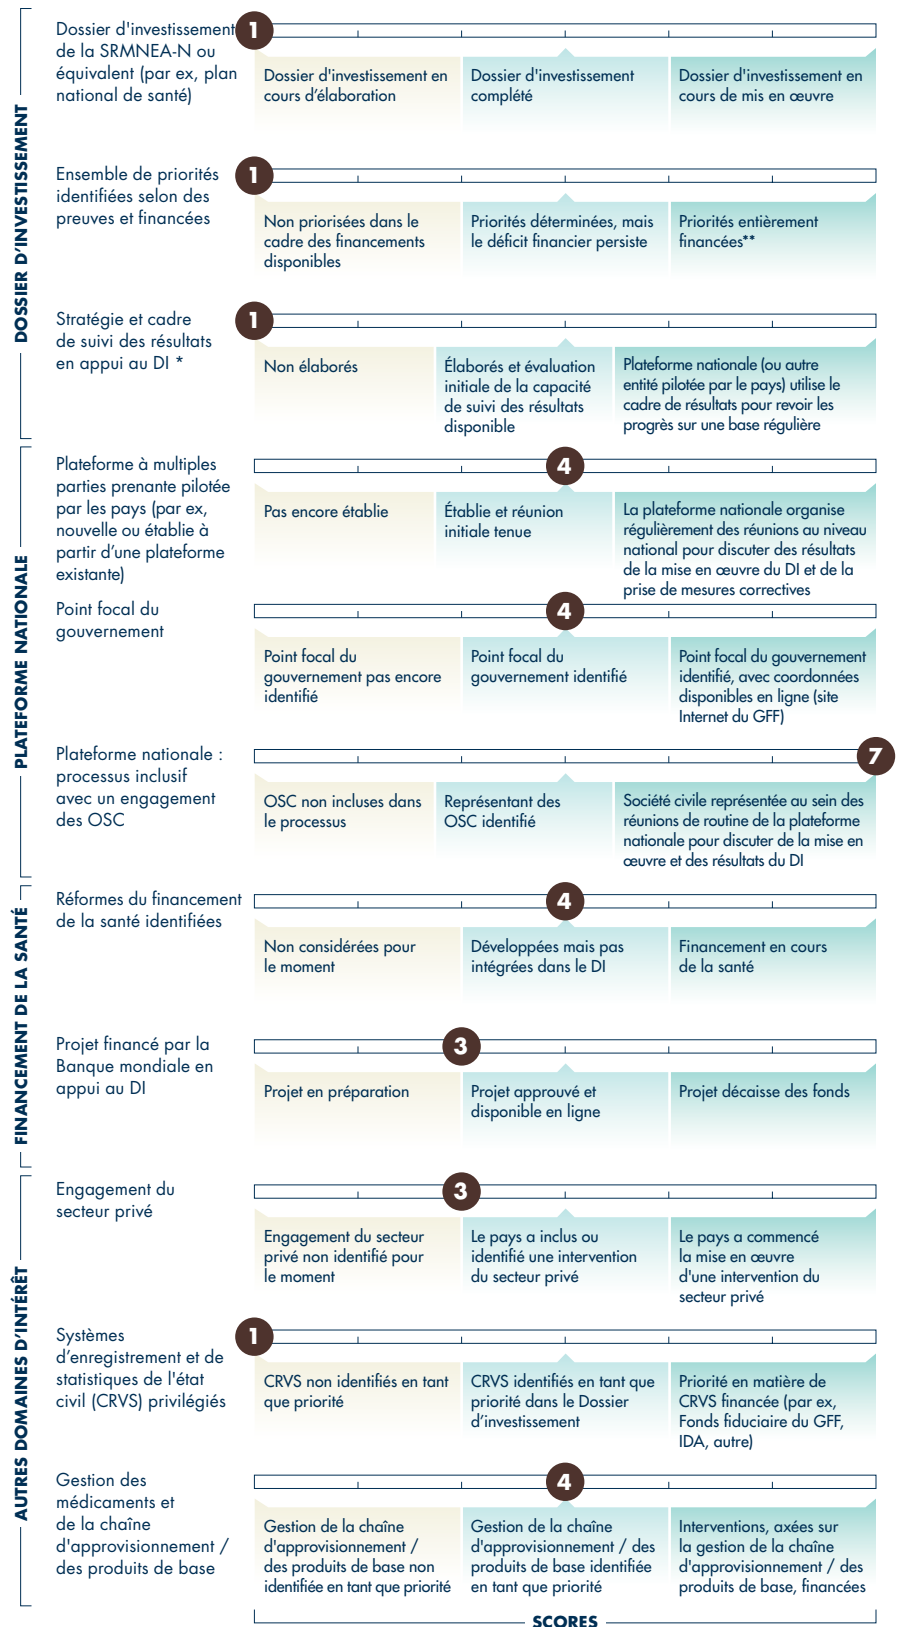 DOSSIER D'INVESTISSEMENT
Dossier d'investissement
de la SRMNEA-N ou
équivalent (par ex, plan
national de santé)
1
Dossier d'investissement en
cours d’élaboration
Dossier d'investissement
complété
Dossier d'investissement en
cours de mis en œuvre
Ensemble de priorités
identifiées selon des
preuves et financées
1
Non priorisées dans le
cadre des financements
disponibles
Priorités déterminées, mais
le déficit financier persiste
Priorités entièrement
financées**
Stratégie et cadre
de suivi des résultats
en appui au DI *
1
Non élaborés
Élaborés et évaluation
initiale de la capacité
de suivi des résultats
disponible
Plateforme nationale (ou autre
entité pilotée par le pays) utilise le
cadre de résultats pour revoir les
progrès sur une base régulière
PLATEFORME NATIONALE
Plateforme à multiples
parties prenante pilotée
par les pays (par ex,
nouvelle ou établie à
partir d’une plateforme
existante)
4
Pas encore établie
Établie et réunion
initiale tenue
La plateforme nationale organise
régulièrement des réunions au niveau
national pour discuter des résultats
de la mise en œuvre du DI et de la
prise de mesures correctives
Point focal du
gouvernement
4
Point focal du
gouvernement pas encore
identifié
Point focal du
gouvernement identifié
Point focal du gouvernement
identifié, avec coordonnées
disponibles en ligne (site
Internet du GFF)
Plateforme nationale :
processus inclusif
avec un engagement
des OSC
7
OSC non incluses dans
le processus
Représentant des
OSC identifié
Société civile représentée au sein des
réunions de routine de la plateforme
nationale pour discuter de la mise en
œuvre et des résultats du DI
FINANCEMENT DE LA SANTÉ
Réformes du financement
de la santé identifiées
4
Non considérées pour
le moment
Développées mais pas
intégrées dans le DI
Financement en cours
de la santé
Projet financé par la
Banque mondiale en
appui au DI
3
Projet en préparation
Projet approuvé et
disponible en ligne
Projet décaisse des fonds
AUTRES DOMAINES D’INTÉRÊT
Engagement du
secteur privé
3
Engagement du secteur
privé non identifié pour
le moment
Le pays a inclus ou
identifié une intervention
du secteur privé
Le pays a commencé
la mise en œuvre
d'une intervention du
secteur privé
Systèmes
d’enregistrement et de
statistiques de l'état
civil (CRVS) privilégiés
1
CRVS non identifiés en tant
que priorité
CRVS identifiés en tant que
priorité dans le Dossier
d’investissement
Priorité en matière de
CRVS financée (par ex,
Fonds fiduciaire du GFF,
IDA, autre)
Gestion des
médicaments et
de la chaîne
d'approvisionnement /
des produits de base
4
Gestion de la chaîne
d'approvisionnement /
des produits de base non
identifiée en tant que priorité
Gestion de la chaîne
d'approvisionnement / des
produits de base identifiée
en tant que priorité
Interventions, axées sur
la gestion de la chaîne
d'approvisionnement / des
produits de base, financées
SCORES